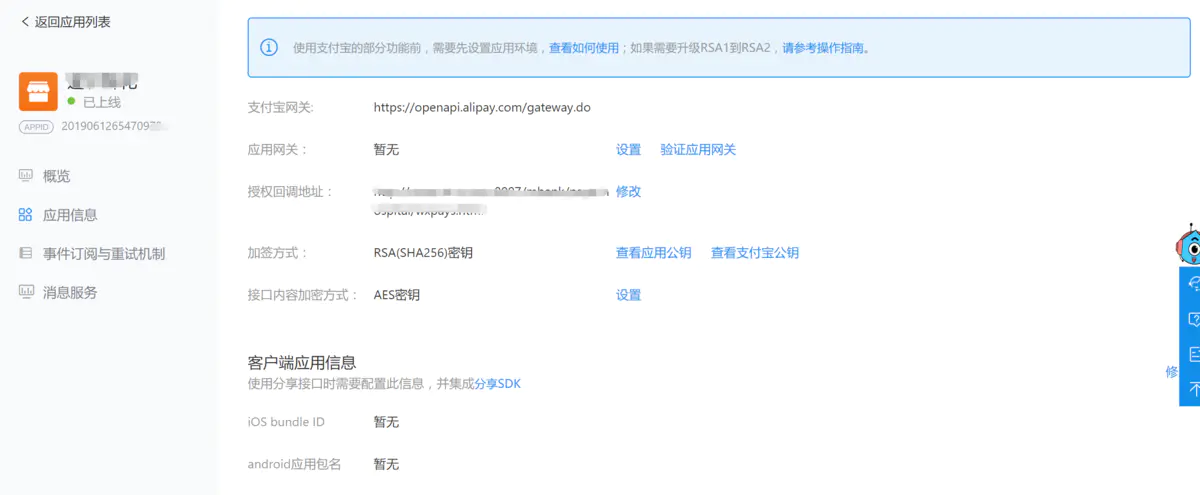 返回应用列表
使用支付宝的部分功能前，需要先设置应用环境，查看如何使用；如果需要升级RSA1到RSA2，请参考操作指南。
已上线
APPID 2019061265470979
支付宝网关: https://openapi.alipay.com/gateway.do
应用网关： 暂无 设置 验证应用网关
概览
授权回调地址： 修改
应用信息
事件订阅与重试机制
加签方式： RSA(SHA256)密钥 查看应用公钥 查看支付宝公钥
消息服务
接口内容加密方式： AES密钥 设置
客户端应用信息
使用分享接口时需要配置此信息，并集成分享SDK
修
iOS bundle ID 暂无
android应用包名 暂无